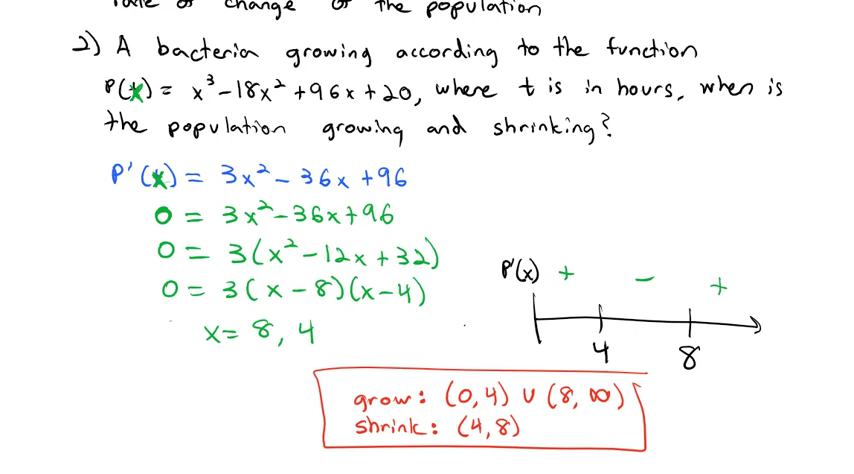 rate of change of the population
2) A bacteria growing according to the function
P(x) = x³ - 18x² + 96x + 20, where t is in hours, when is
the population growing and shrinking?
P'(x) = 3x² - 36x + 96
0 = 3x² - 36x + 96
0 = 3(x² - 12x + 32)
0 = 3(x - 8)(x - 4)
x = 8, 4
P'(x) + - +
4 8
grow: (0, 4) ∪ (8, ∞)
shrink: (4, 8)